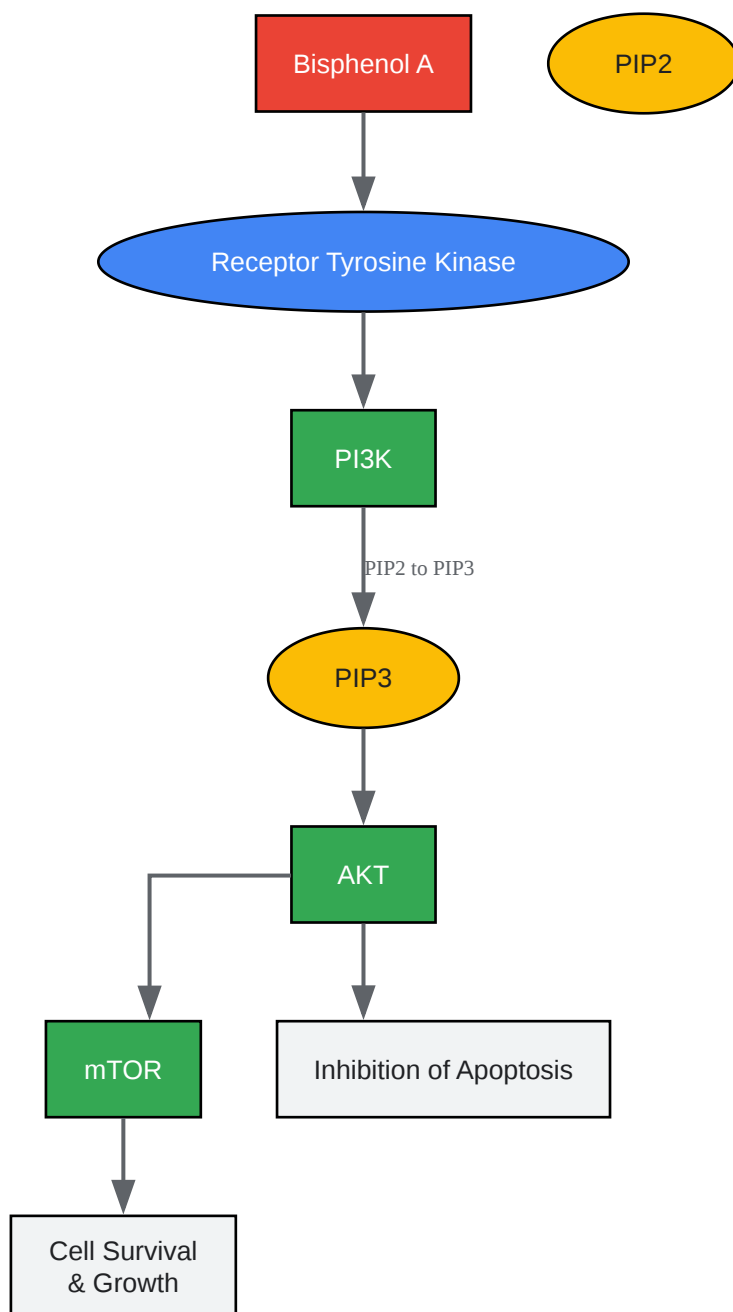 Bisphenol A
PIP2
Receptor Tyrosine Kinase
PI3K
PIP2 to PIP3
PIP3
AKT
mTOR
Inhibition of Apoptosis
Cell Survival
& Growth